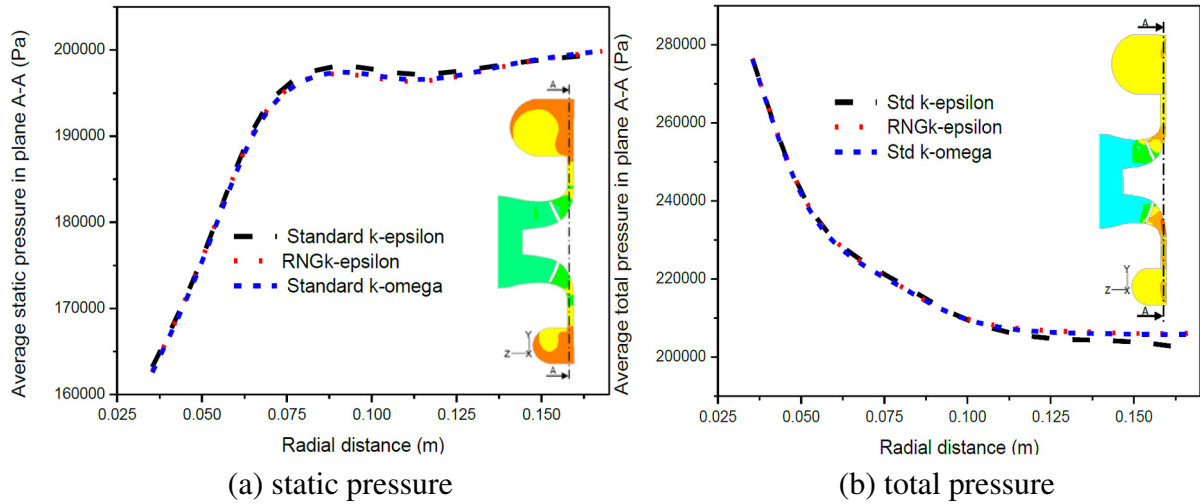 Average static pressure in plane A-A (Pa)
200000
190000
180000
170000
160000
0.025
0.050
0.075
0.100
0.125
0.150
Radial distance (m)
Standard k-epsilon
RNGk-epsilon
Standard k-omega
A
Y
Z
X
A
(a) static pressure
Average total pressure in plane A-A (Pa)
280000
260000
240000
220000
200000
0.025
0.050
0.075
0.100
0.125
0.150
Radial distance (m)
Std k-epsilon
RNGk-epsilon
Std k-omega
A
Y
Z
X
A
(b) total pressure